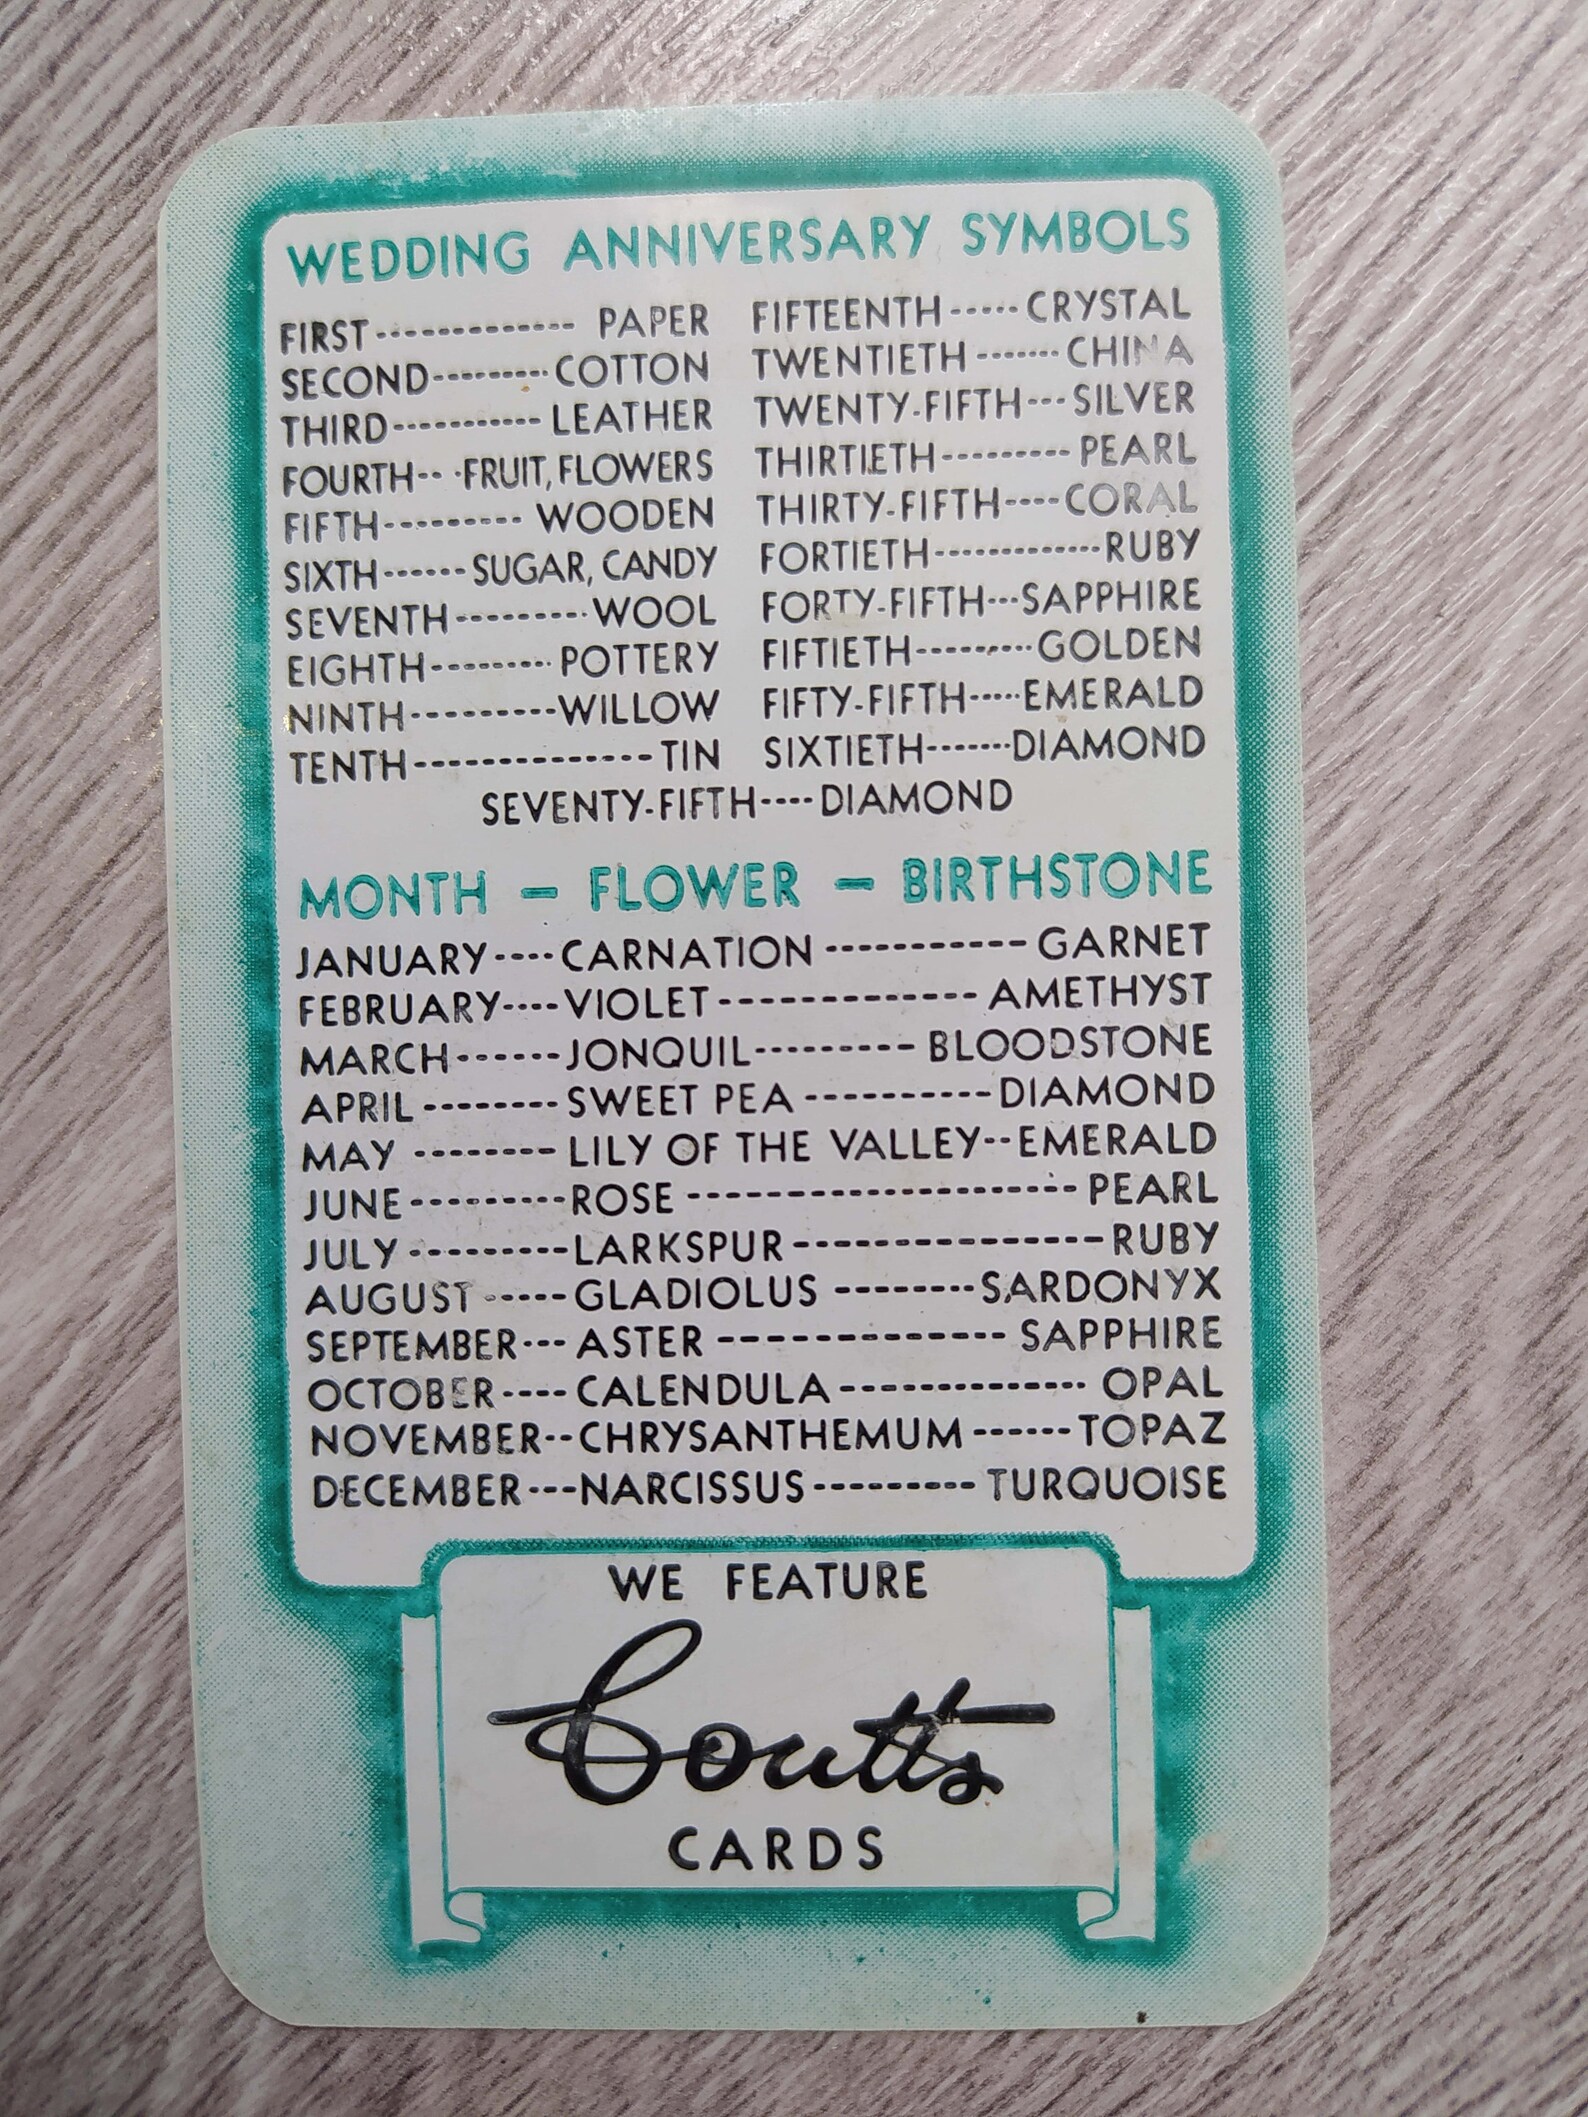 WEDDING ANNIVERSARY SYMBOLS
FIRST------------- PAPER
SECOND---------COTTON
THIRD----------- LEATHER
FOURTH-- -FRUIT, FLOWERS
FIFTH--------- WOODEN
SIXTH------SUGAR, CANDY
SEVENTH---------WOOL
EIGHTH---------POTTERY
NINTH----------WILLOW
TENTH--------------TIN
FIFTEENTH-----CRYSTAL
TWENTIETH-------CHINA
TWENTY-FIFTH---SILVER
THIRTIETH---------PEARL
THIRTY-FIFTH----CORAL
FORTIETH-------------RUBY
FORTY-FIFTH---SAPPHIRE
FIFTIETH---------GOLDEN
FIFTY-FIFTH-----EMERALD
SIXTIETH-------DIAMOND
SEVENTY-FIFTH----DIAMOND
MONTH - FLOWER - BIRTHSTONE
JANUARY----CARNATION -----------GARNET
FEBRUARY----VIOLET-------------- AMETHYST
MARCH------JONQUIL--------- BLOODSTONE
APRIL --------SWEET PEA ----------DIAMOND
MAY -------- LILY OF THE VALLEY--EMERALD
JUNE---------ROSE ---------------------PEARL
JULY ---------LARKSPUR---------------RUBY
AUGUST -----GLADIOLUS --------SARDONYX
SEPTEMBER--- ASTER -------------- SAPPHIRE
OCTOBER---- CALENDULA-------------- OPAL
NOVEMBER--CHRYSANTHEMUM ------TOPAZ
DECEMBER---NARCISSUS--------- TURQUOISE
WE FEATURE
Coutts
CARDS